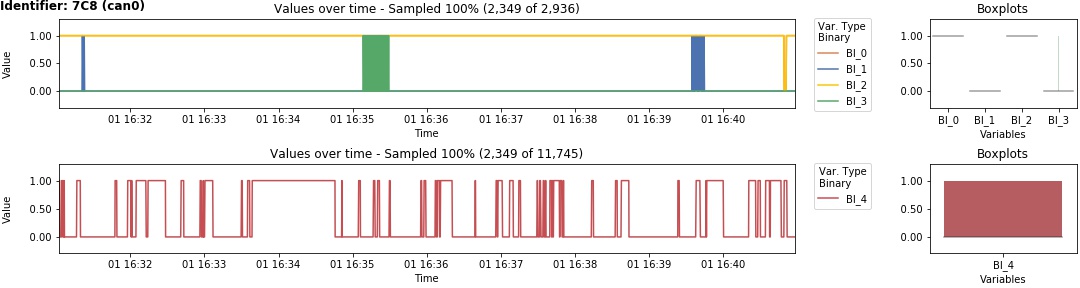 Identifier: 7C8 (can0)
Values over time - Sampled 100% (2,349 of 2,936)
Value
1.00
0.50
0.00
01 16:32 01 16:33 01 16:34 01 16:35 01 16:36 01 16:37 01 16:38 01 16:39 01 16:40
Time
Var. Type
Binary
BI_0
BI_1
BI_2
BI_3
Boxplots
1.00
0.50
0.00
BI_0 BI_1 BI_2 BI_3
Variables
Values over time - Sampled 100% (2,349 of 11,745)
Value
1.00
0.50
0.00
01 16:32 01 16:33 01 16:34 01 16:35 01 16:36 01 16:37 01 16:38 01 16:39 01 16:40
Time
Var. Type
Binary
BI_4
Boxplots
1.00
0.50
0.00
BI_4
Variables